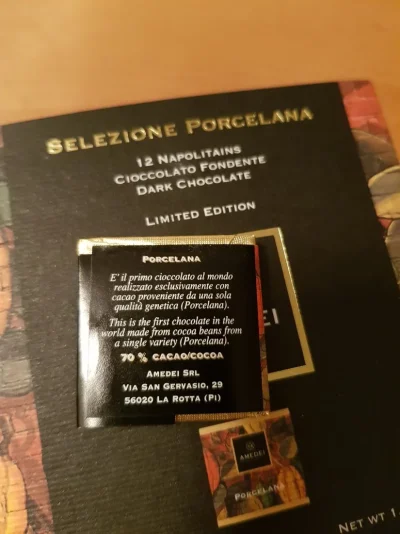 SELEZIONE PORCELANA
12 NAPOLITAINS
CIOCCOLATO FONDENTE
DARK CHOCOLATE
LIMITED EDITION
PORCELANA
E' il primo cioccolato al mondo
realizzato esclusivamente con
cacao proveniente da una sola
qualità genetica (Porcelana).
This is the first chocolate in the
world made from cocoa beans from
a single variety (Porcelana).
70 % CACAO/COCOA
AMEDEI SRL
VIA SAN GERVASIO, 29
56020 LA ROTTA (PI)
DEI
AMEDEI
PORCELANA
NET WT 1.